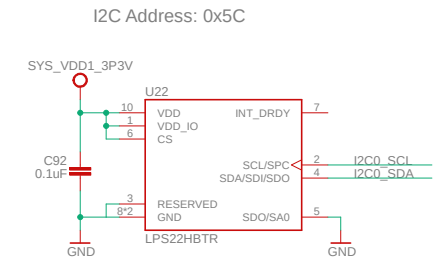 I2C Address: 0x5C
SYS_VDD1_3P3V
U22
10 VDD INT_DRDY 7
1 VDD_IO
6 CS
C92
0.1uF
SCL/SPC 2 I2C0_SCL
SDA/SDI/SDO 4 I2C0_SDA
3 RESERVED
8*2 GND SDO/SA0 5
LPS22HBTR
GND GND